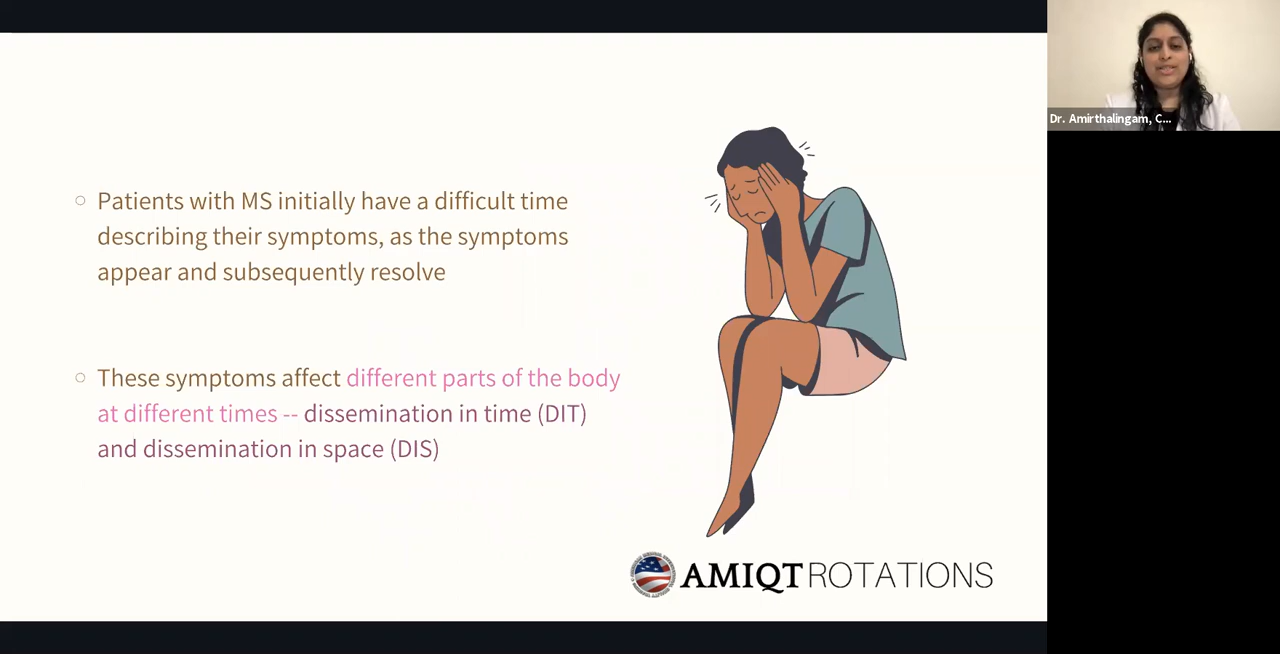 Patients with MS initially have a difficult time
describing their symptoms, as the symptoms
appear and subsequently resolve
These symptoms affect different parts of the body
at different times -- dissemination in time (DIT)
and dissemination in space (DIS)
AMIQT ROTATIONS
Dr. Amirthalingam, C...